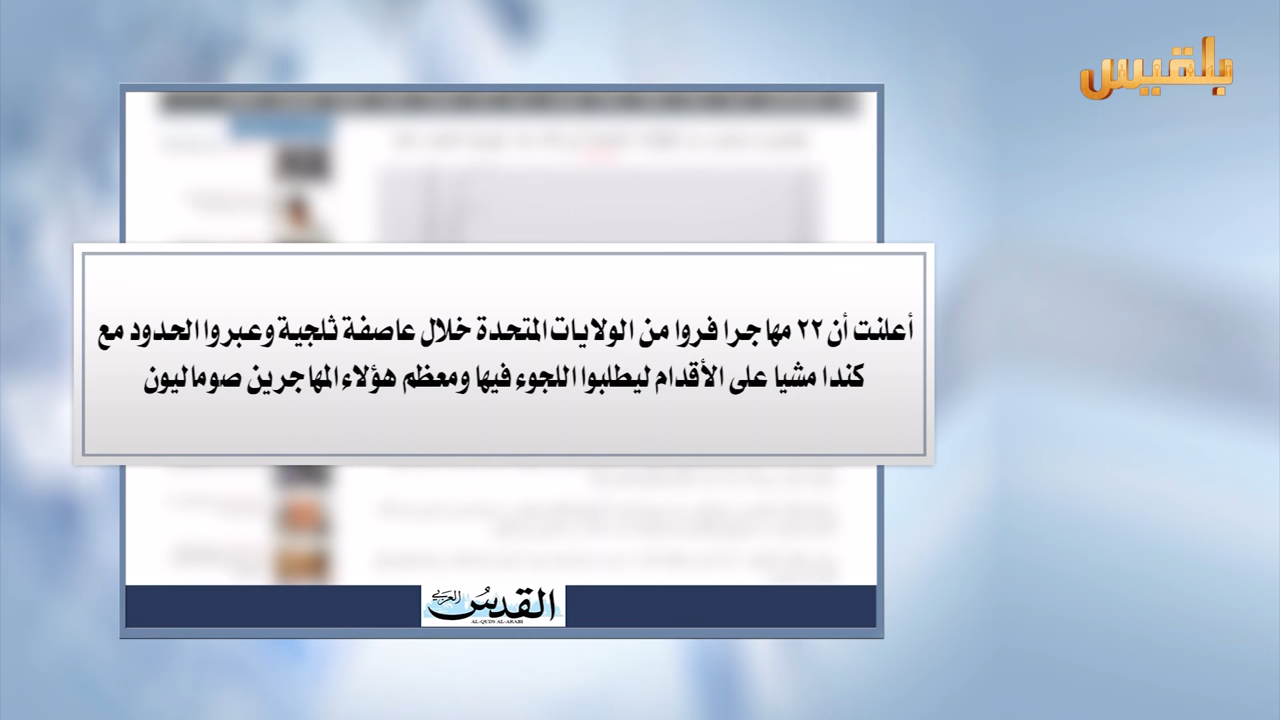 بلقيس
أعلنت أن ٢٢ مهاجرا فروا من الولايات المتحدة خلال عاصفة ثلجية وعبروا الحدود مع
كندا مشيا على الأقدام ليطلبوا اللجوء فيها ومعظم هؤلاء المهاجرين صوماليون
القدس العربي
AL-QUDS AL-ARABI